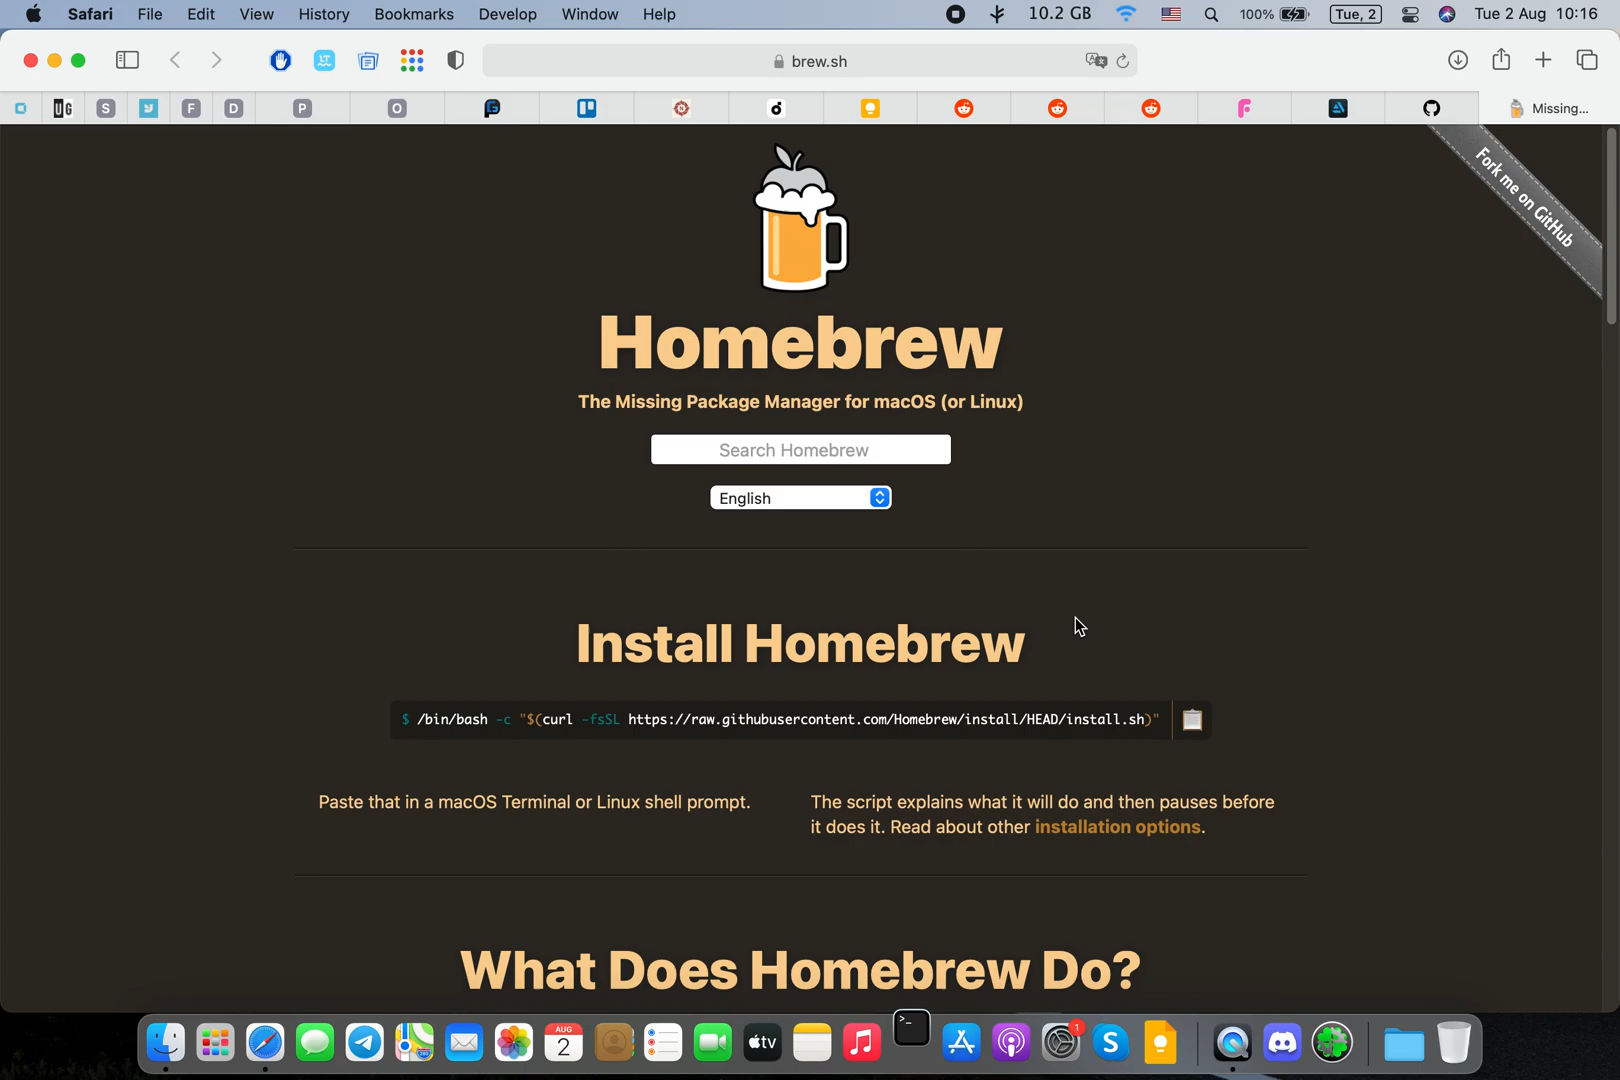 Safari File Edit View History Bookmarks Develop Window Help 10.2 GB 100% Tue, 2 Tue 2 Aug 10:16
brew.sh
UG S F D P O Missing...
Fork me on GitHub
Homebrew
The Missing Package Manager for macOS (or Linux)
Search Homebrew
English
Install Homebrew
$ /bin/bash -c "$(curl -fsSL https://raw.githubusercontent.com/Homebrew/install/HEAD/install.sh)"
Paste that in a macOS Terminal or Linux shell prompt.
The script explains what it will do and then pauses before
it does it. Read about other installation options.
What Does Homebrew Do?
AUG
2
tv
>_
1
S